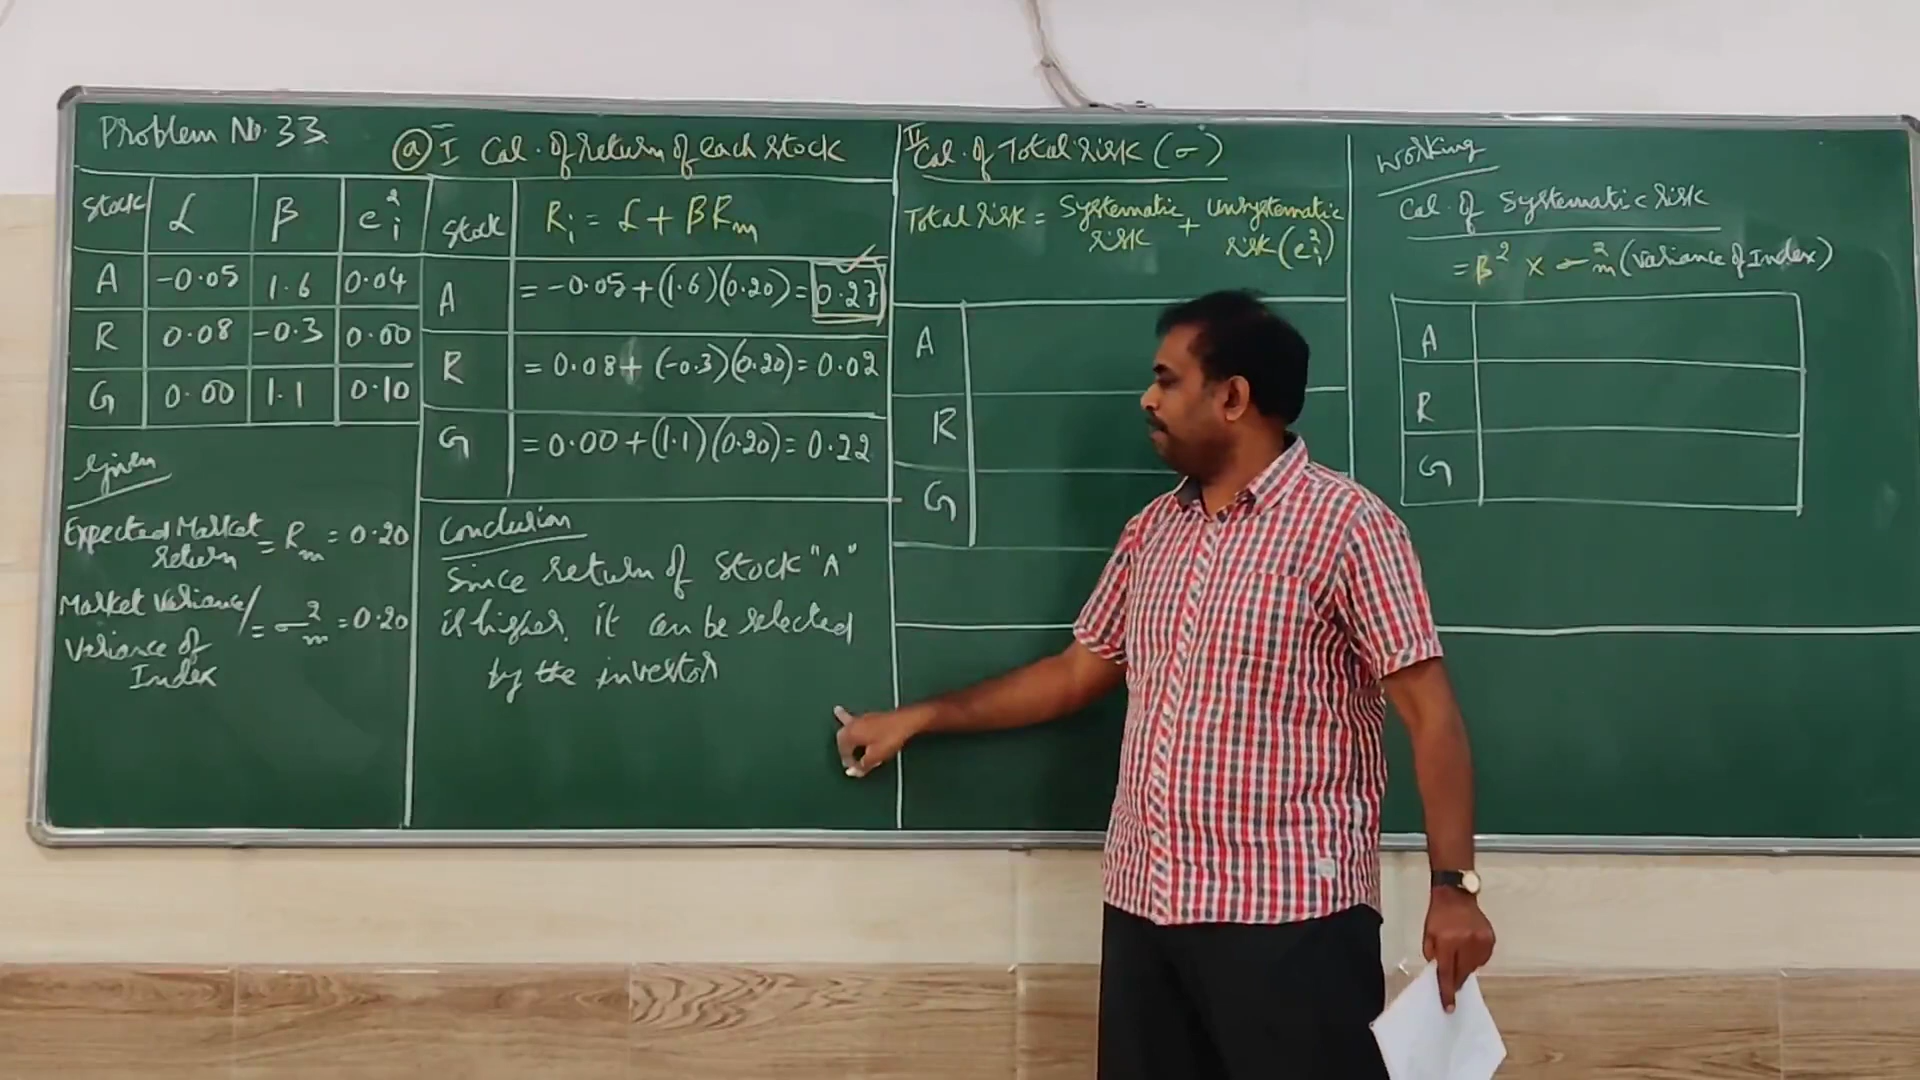 Problem No. 33
Stock α β eᵢ²
A -0.05 1.6 0.04
R 0.08 -0.3 0.00
G 0.00 1.1 0.10
Given
Expected Market return = Rm = 0.20
Market Variance/ Variance of Index = σm² = 0.20
(a) I Cal. of return of each stock
Stock Rᵢ = α + βRm
A = -0.05 + (1.6)(0.20) = 0.27
R = 0.08 + (-0.3)(0.20) = 0.02
G = 0.00 + (1.1)(0.20) = 0.22
Conclusion
Since return of Stock "A"
is higher. it can be selected
by the investor
II Cal. of Total risk (σ)
Total risk = Systematic risk + Unsystematic risk (eᵢ²)
A
R
G
Working
Cal. of Systematic risk
= β² × σm² (Variance of Index)
A
R
G